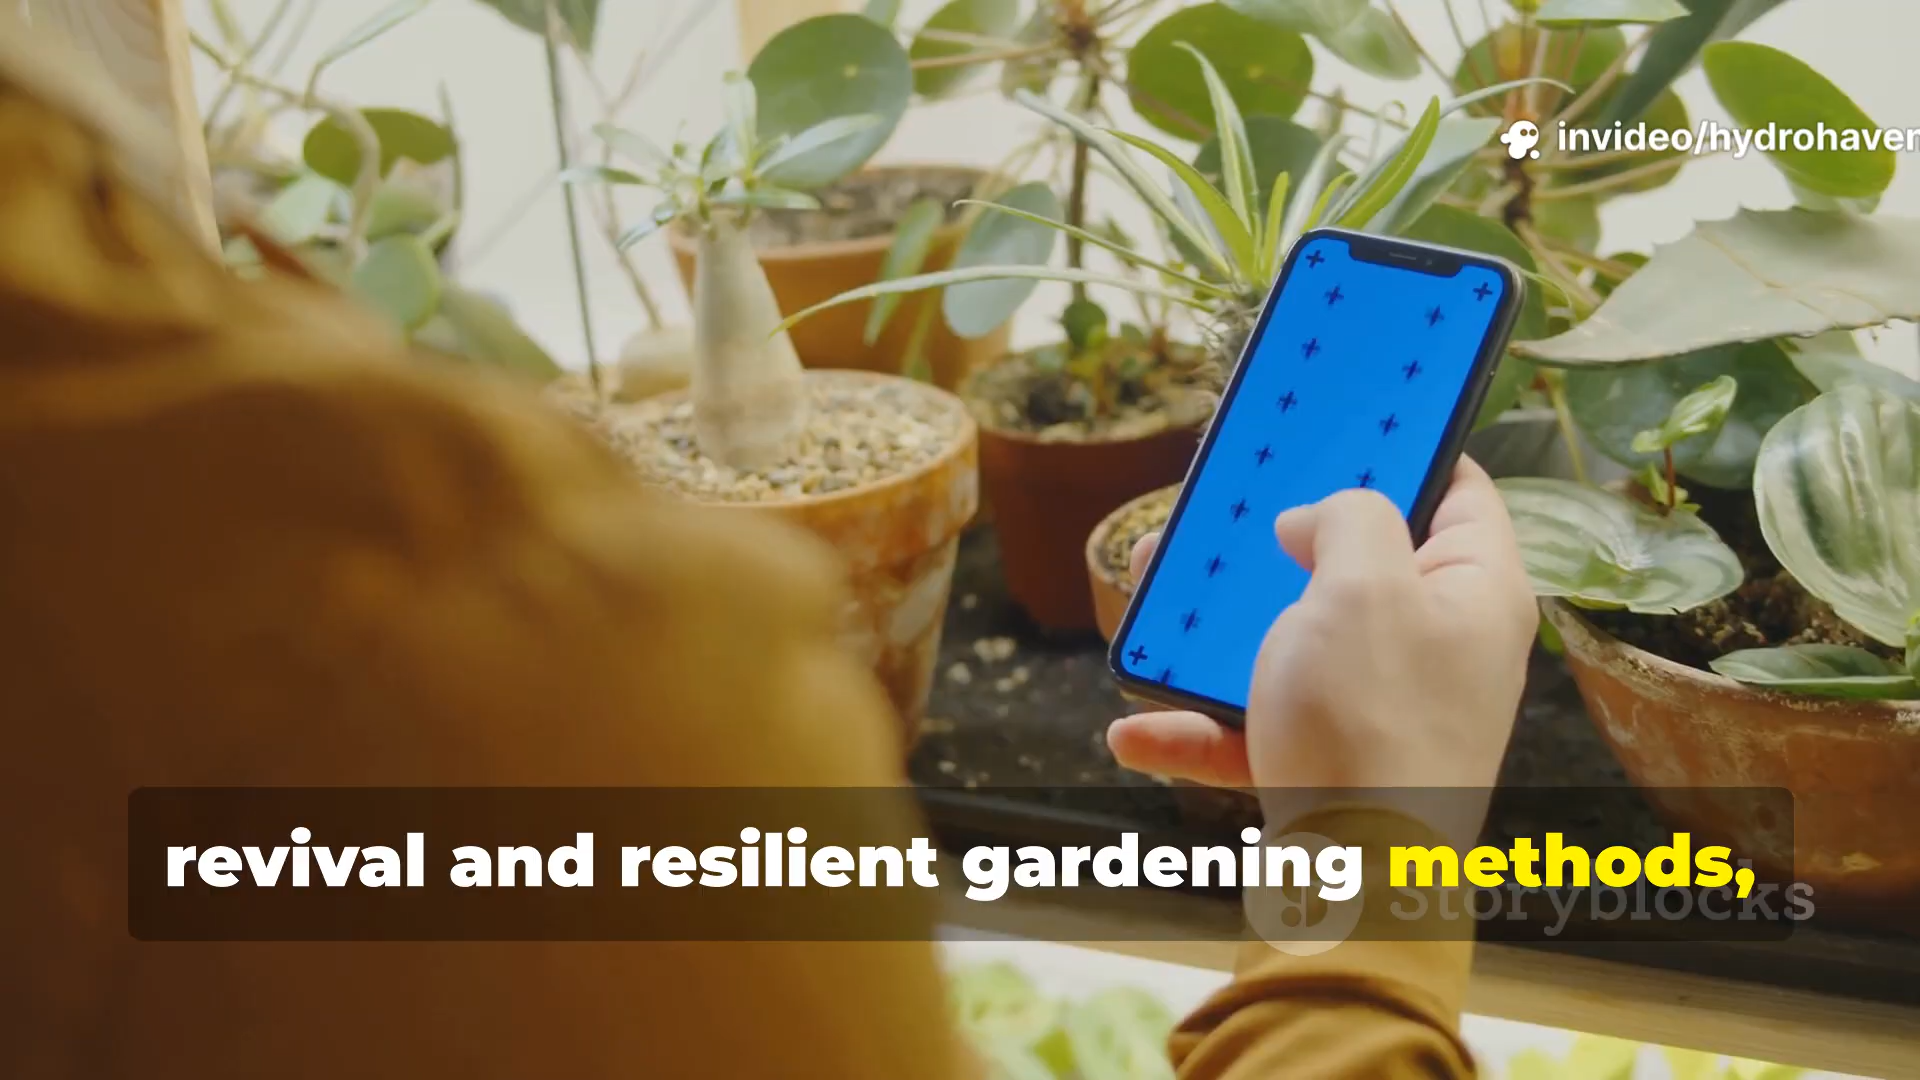 invideo/hydrohaven
revival and resilient gardening methods,
Storyblocks